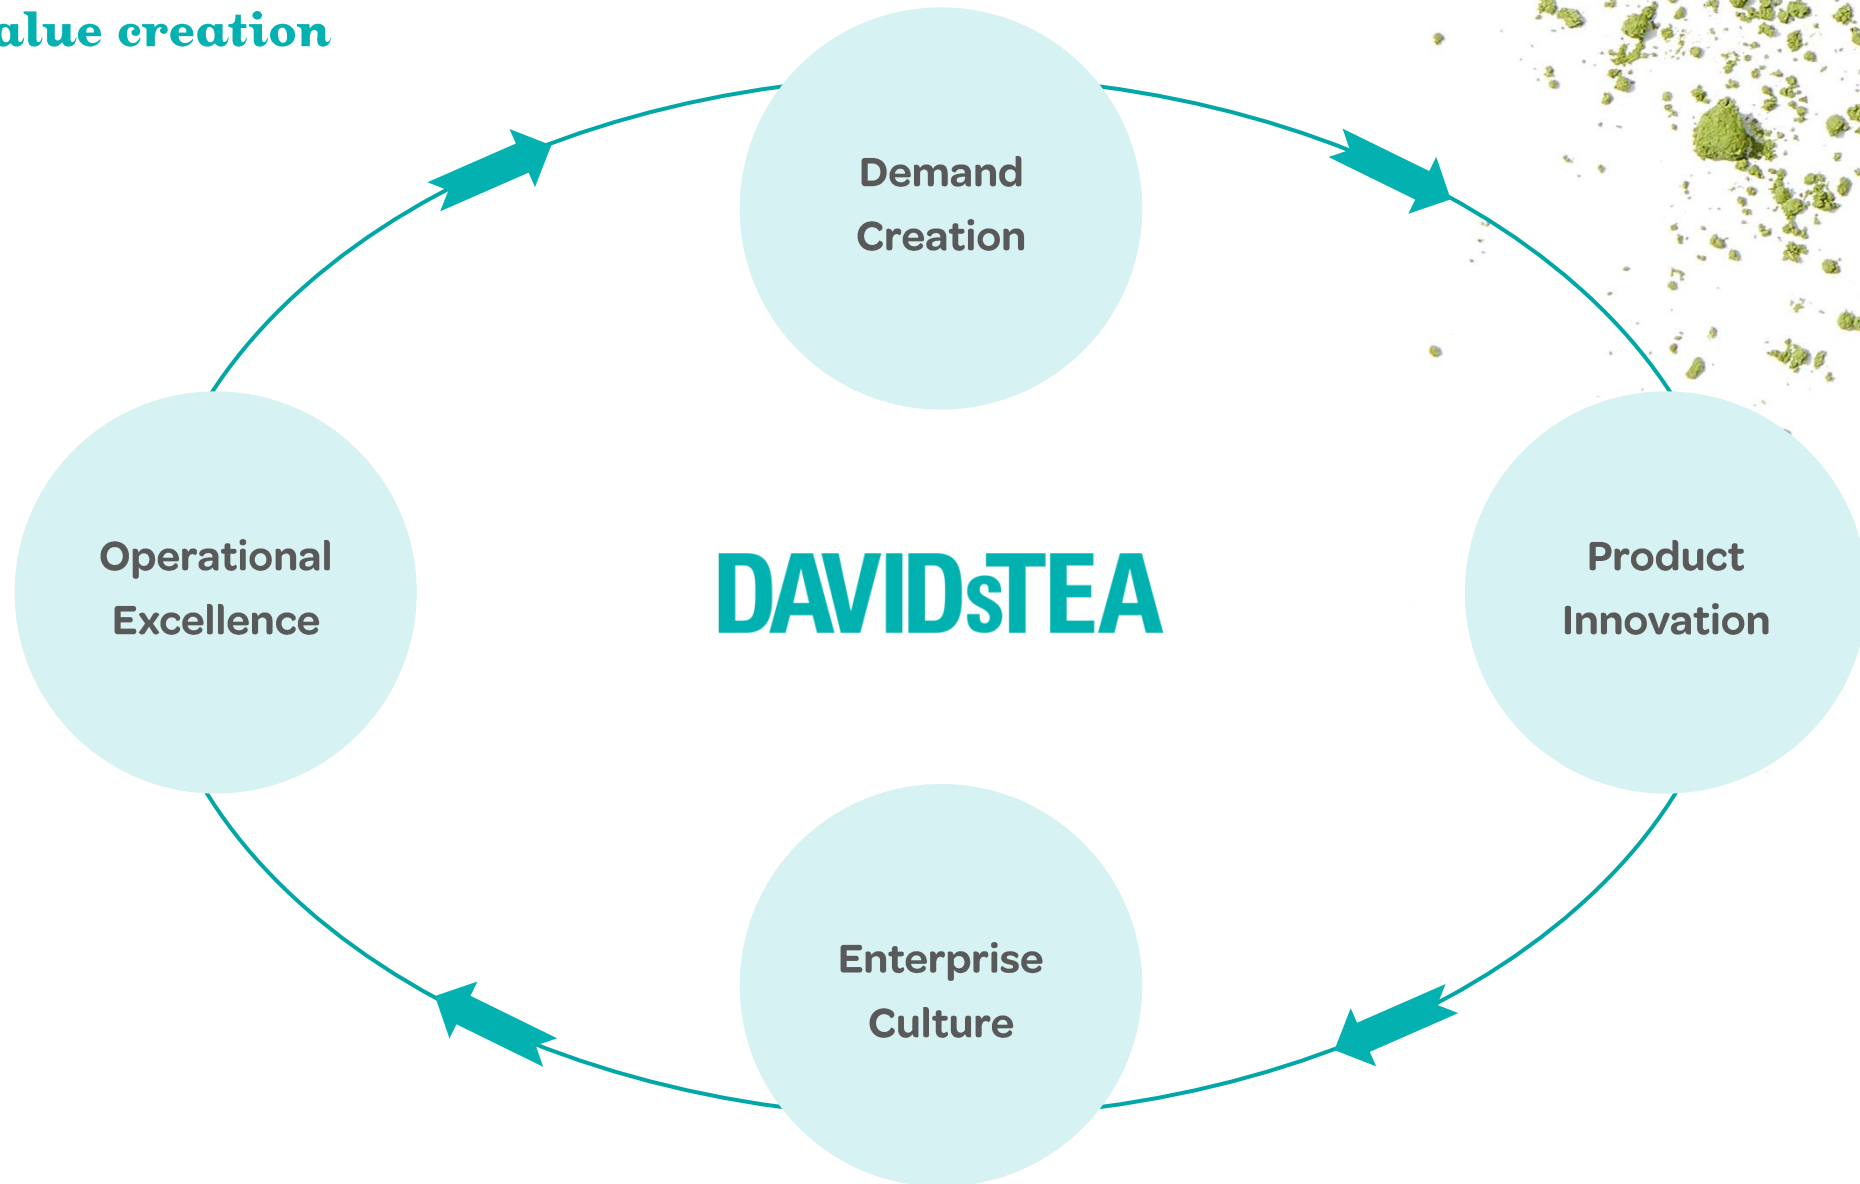 alue creation
Demand
Creation
Operational
Excellence
DAVIDsTEA
Product
Innovation
Enterprise
Culture